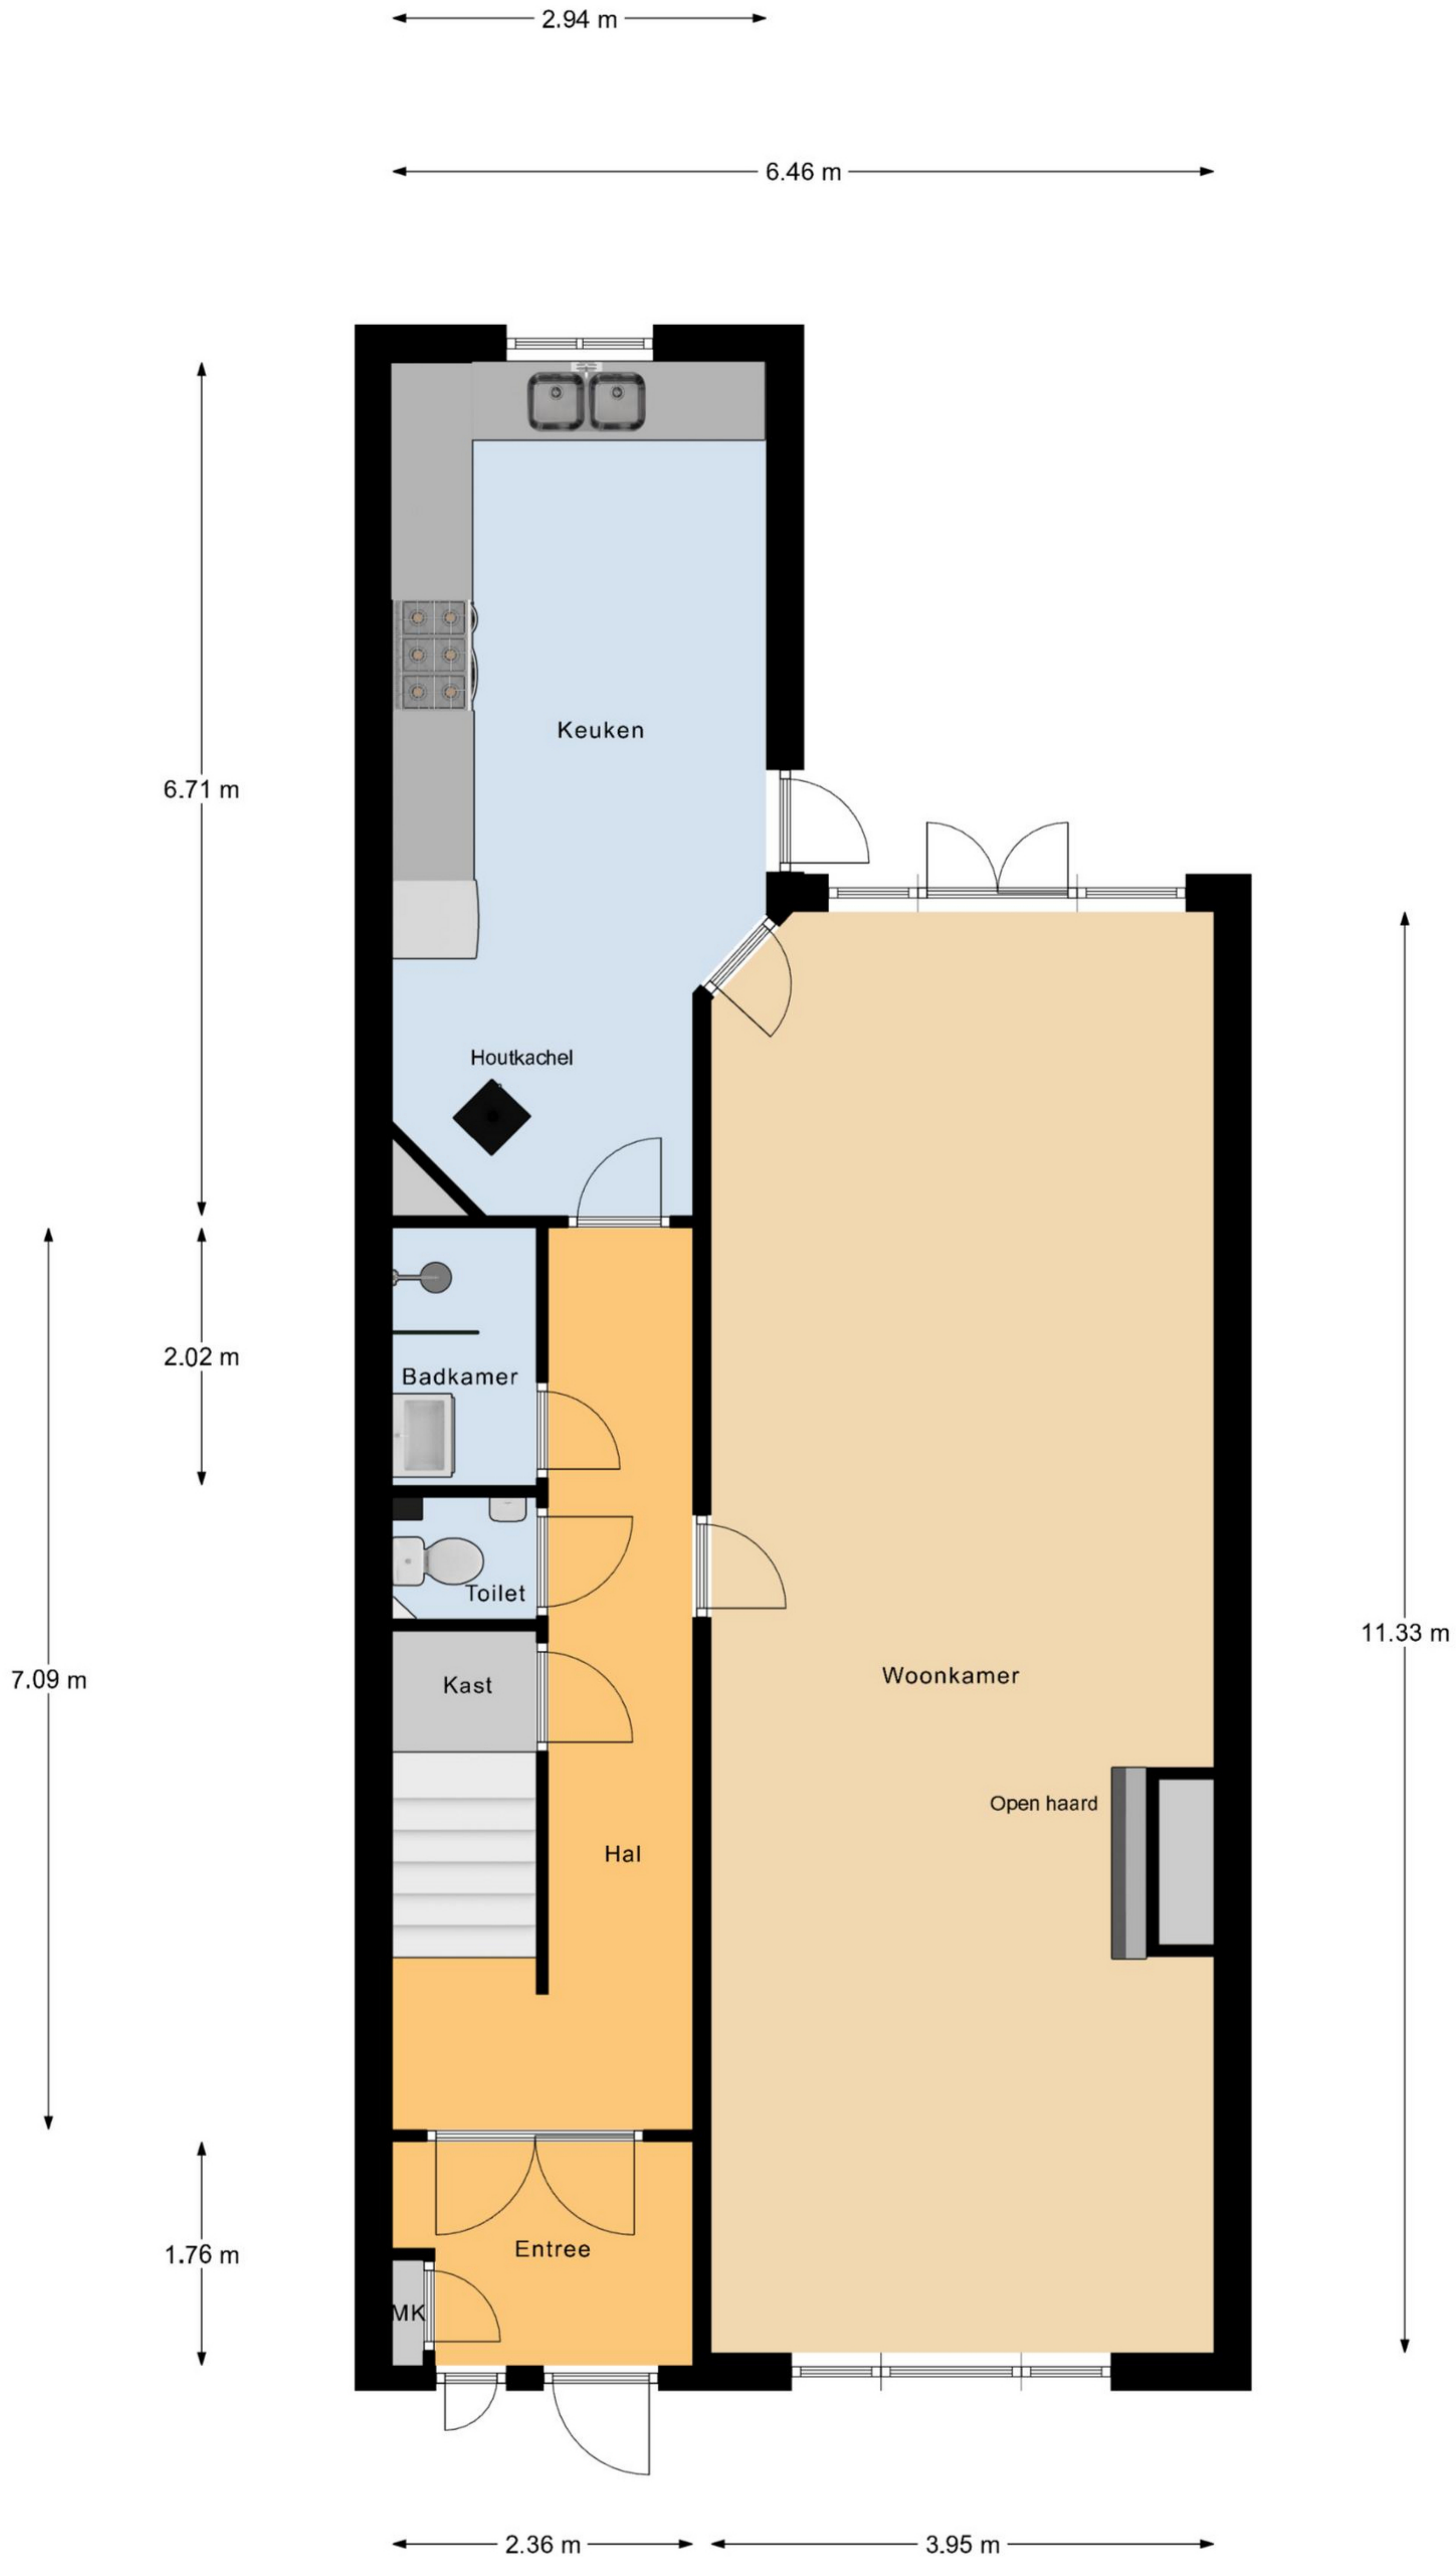 2.94 m
6.46 m
Keuken
6.71 m
Houtkachel
2.02 m
Badkamer
Toilet
11.33 m
Kast
7.09 m
Woonkamer
Open haard
Hal
Entree
1.76 m
MK
2.36 m
3.95 m